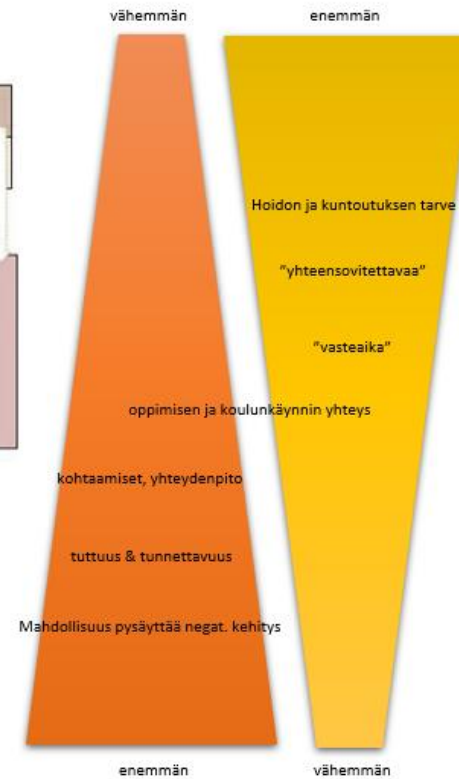 vähemmän
enemmän
Hoidon ja kuntoutuksen tarve
"yhteensovitettavaa"
"vasteaika"
oppimisen ja koulunkäynnin yhteys
kohtaamiset, yhteydenpito
tuttuus & tunnettavuus
Mahdollisuus pysäyttää negat. kehitys
enemmän
vähemmän